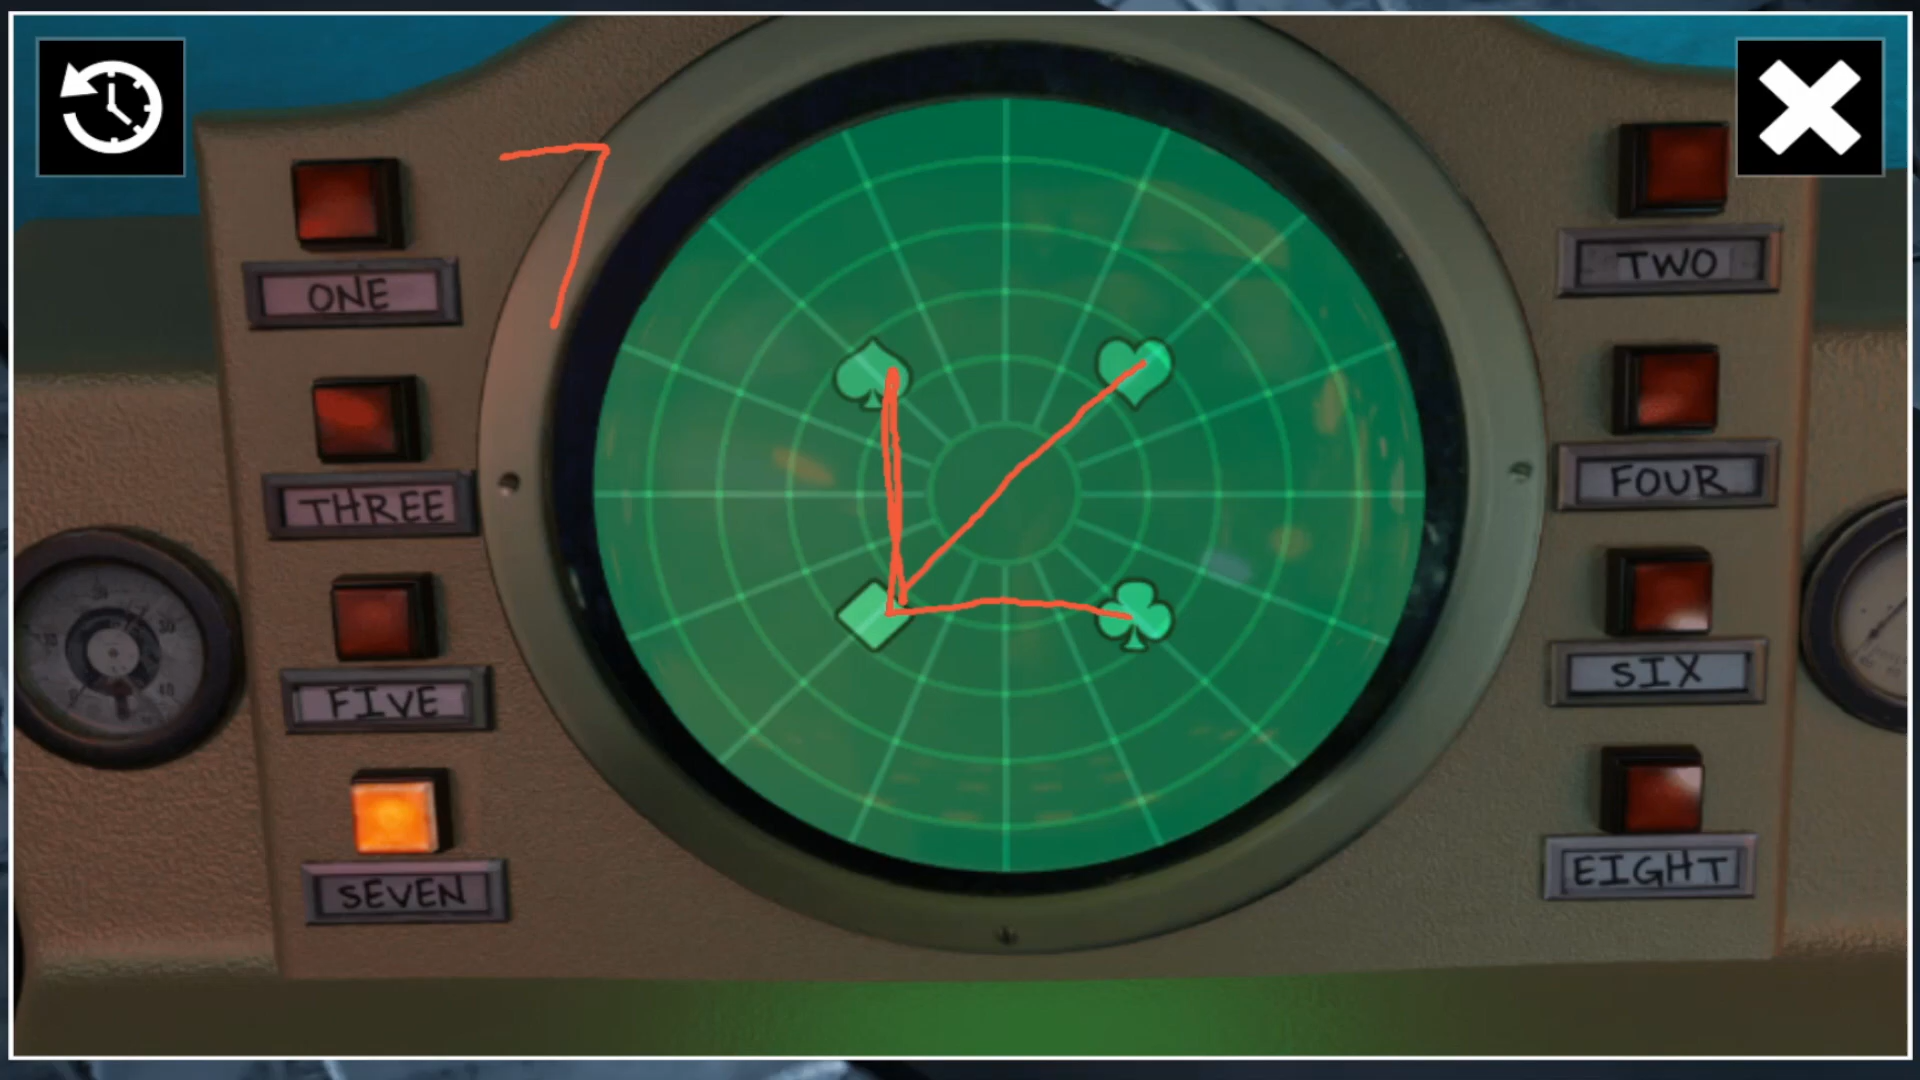 7
ONE
TWO
THREE
FOUR
FIVE
SIX
SEVEN
EIGHT